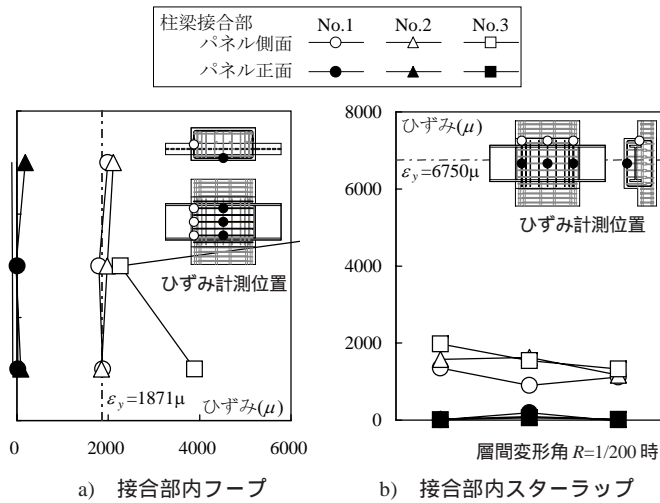 柱梁接合部 No.1 No.2 No.3
パネル側面
パネル正面
a)
ひずみ計測位置
εy=1871μ
ひずみ(μ)
0 2000 4000 6000
a) 接合部内フープ
b)
8000
ひずみ(μ)
εy=6750μ
6000
ひずみ計測位置
4000
2000
0
層間変形角 R=1/200 時
b) 接合部内スターラップ